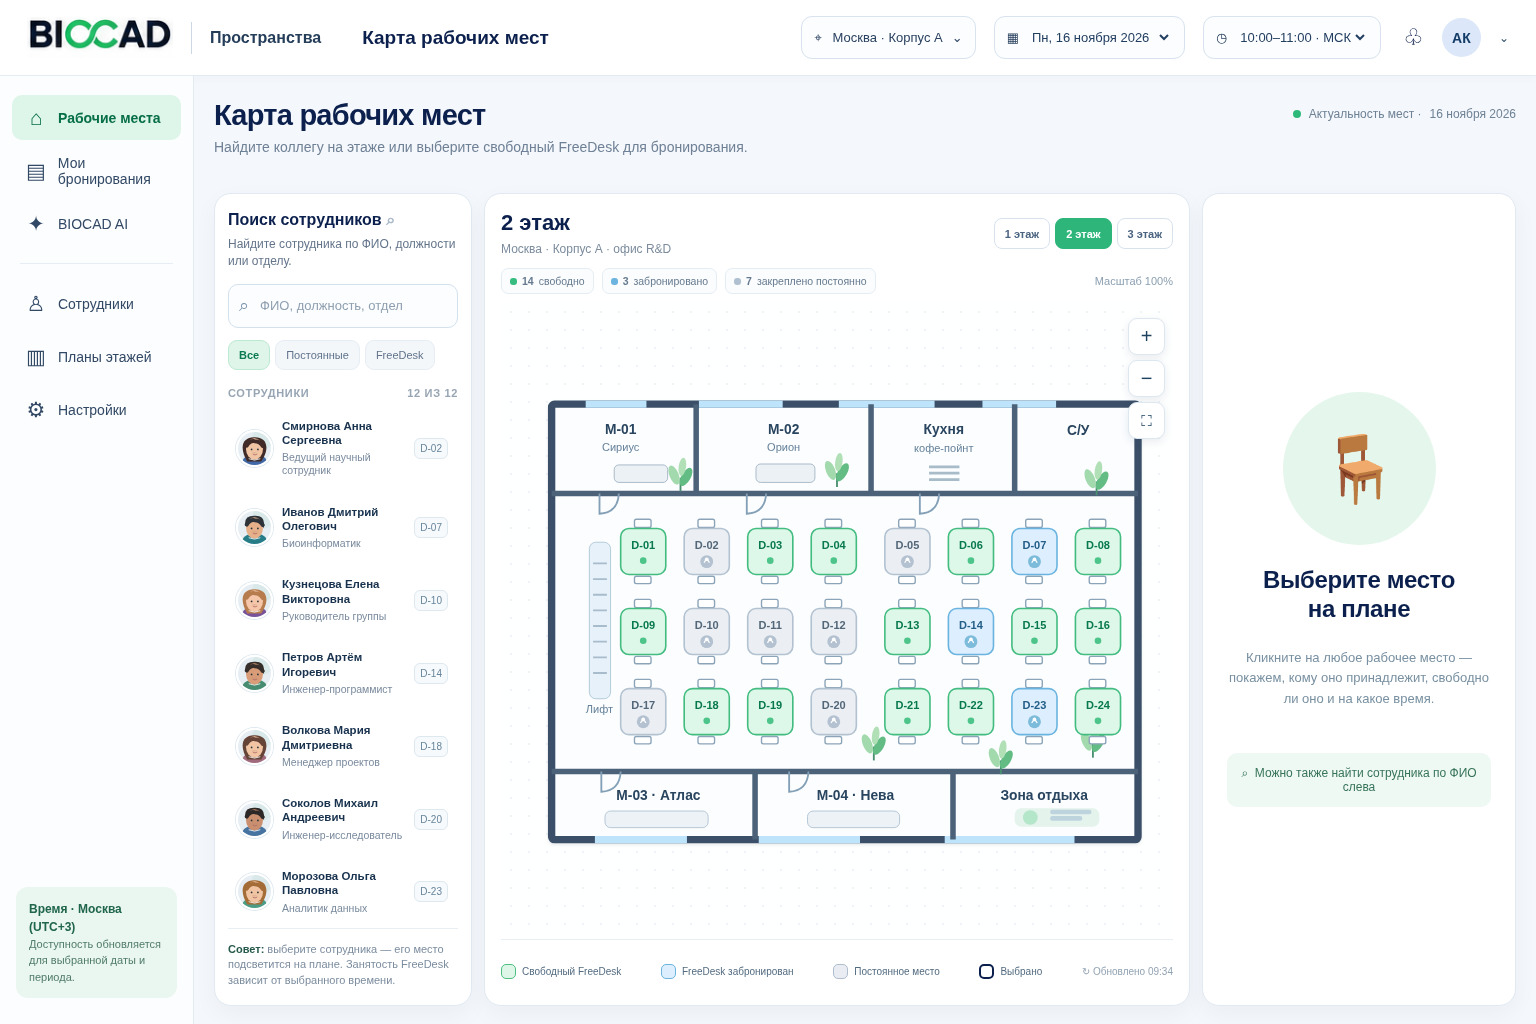 BIOCAD
Пространства
Карта рабочих мест
Москва · Корпус А
Пн, 16 ноября 2026
10:00–11:00 · МСК
АК
Рабочие места
Мои
бронирования
BIOCAD AI
Сотрудники
Планы этажей
Настройки
Время · Москва
(UTC+3)
Доступность обновляется
для выбранной даты и
периода.
Карта рабочих мест
Найдите коллегу на этаже или выберите свободный FreeDesk для бронирования.
Актуальность мест · 16 ноября 2026
Поиск сотрудников
Найдите сотрудника по ФИО, должности
или отделу.
ФИО, должность, отдел
Все
Постоянные
FreeDesk
СОТРУДНИКИ
12 ИЗ 12
Смирнова Анна
Сергеевна
Ведущий научный
сотрудник
D-02
Иванов Дмитрий
Олегович
Биоинформатик
D-07
Кузнецова Елена
Викторовна
Руководитель группы
D-10
Петров Артём
Игоревич
Инженер-программист
D-14
Волкова Мария
Дмитриевна
Менеджер проектов
D-18
Соколов Михаил
Андреевич
Инженер-исследователь
D-20
Морозова Ольга
Павловна
Аналитик данных
D-23
Совет: выберите сотрудника — его место
подсветится на плане. Занятость FreeDesk
зависит от выбранного времени.
2 этаж
Москва · Корпус А · офис R&D
1 этаж
2 этаж
3 этаж
14 свободно
3 забронировано
7 закреплено постоянно
Масштаб 100%
+
−
М-01
Сириус
М-02
Орион
Кухня
кофе-пойнт
С/У
D-01
D-02
D-03
D-04
D-05
D-06
D-07
D-08
D-09
D-10
D-11
D-12
D-13
D-14
D-15
D-16
D-17
D-18
D-19
D-20
D-21
D-22
D-23
D-24
Лифт
М-03 · Атлас
М-04 · Нева
Зона отдыха
Свободный FreeDesk
FreeDesk забронирован
Постоянное место
Выбрано
↻ Обновлено 09:34
Выберите место
на плане
Кликните на любое рабочее место —
покажем, кому оно принадлежит, свободно
ли оно и на какое время.
Можно также найти сотрудника по ФИО
слева